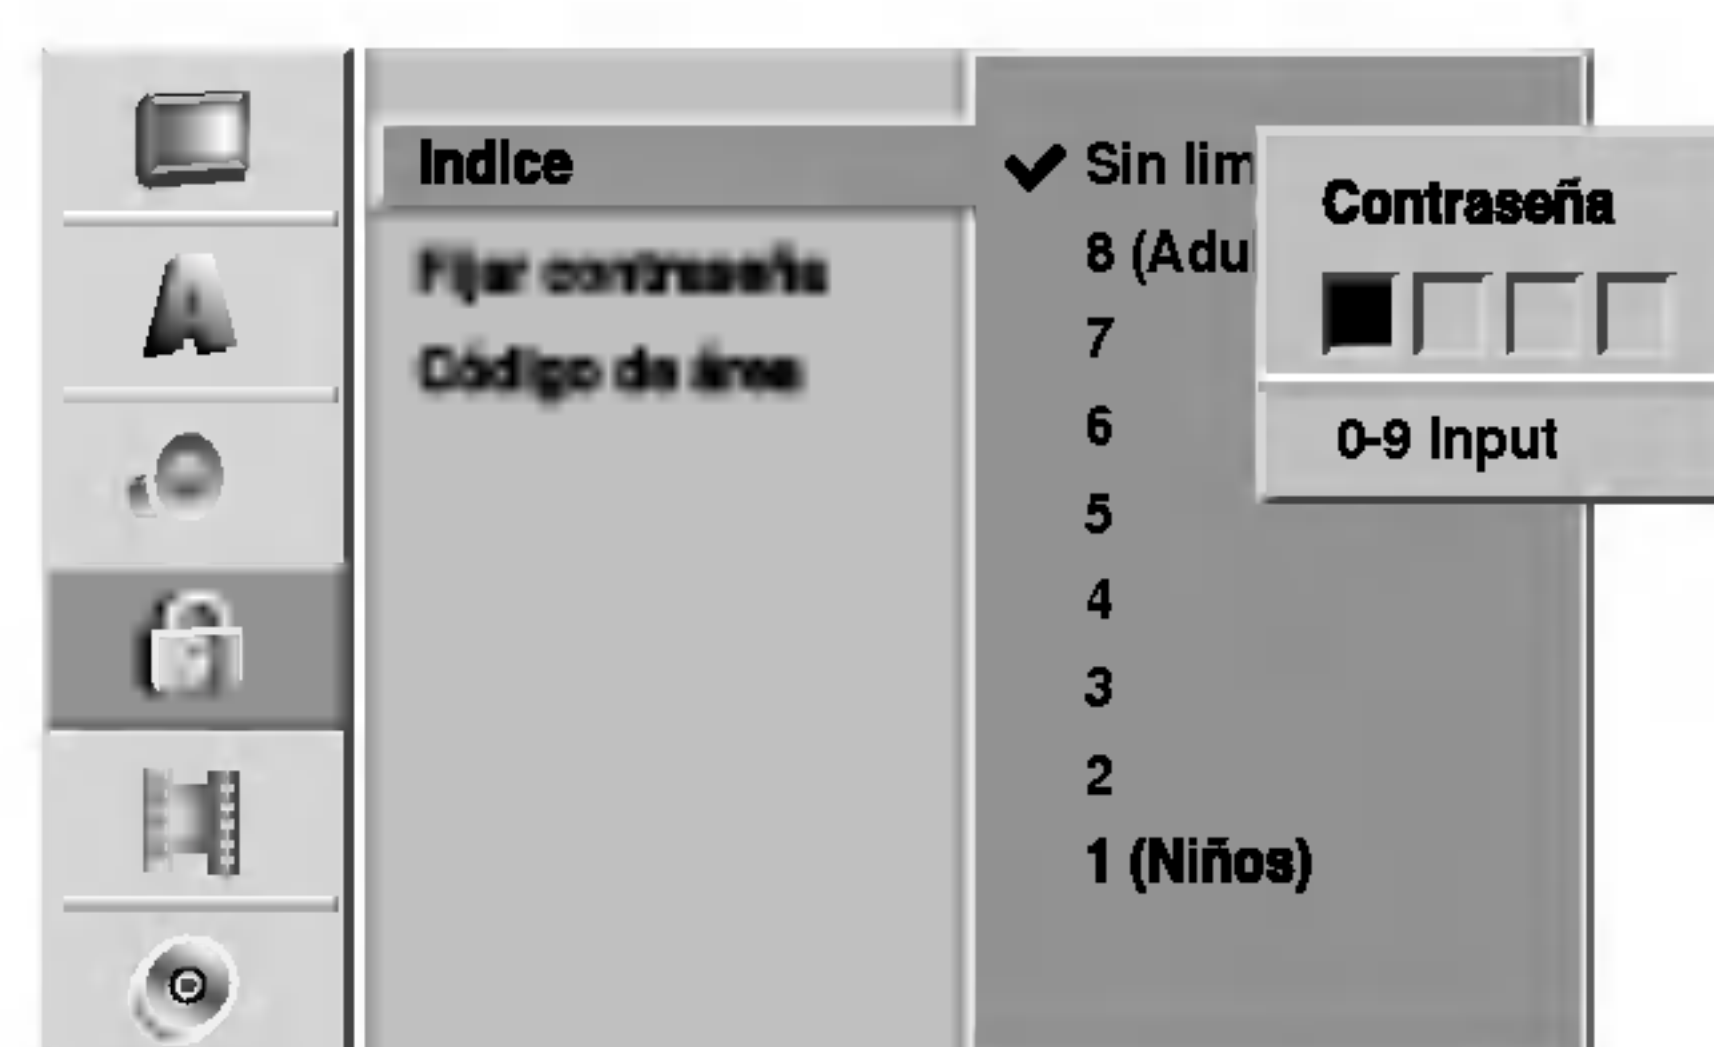 Indice
Fijar contraseña
Código de área
Sin lim
8 (Adu
7
6
5
4
3
2
1 (Niños)
Contraseña
0-9 Input